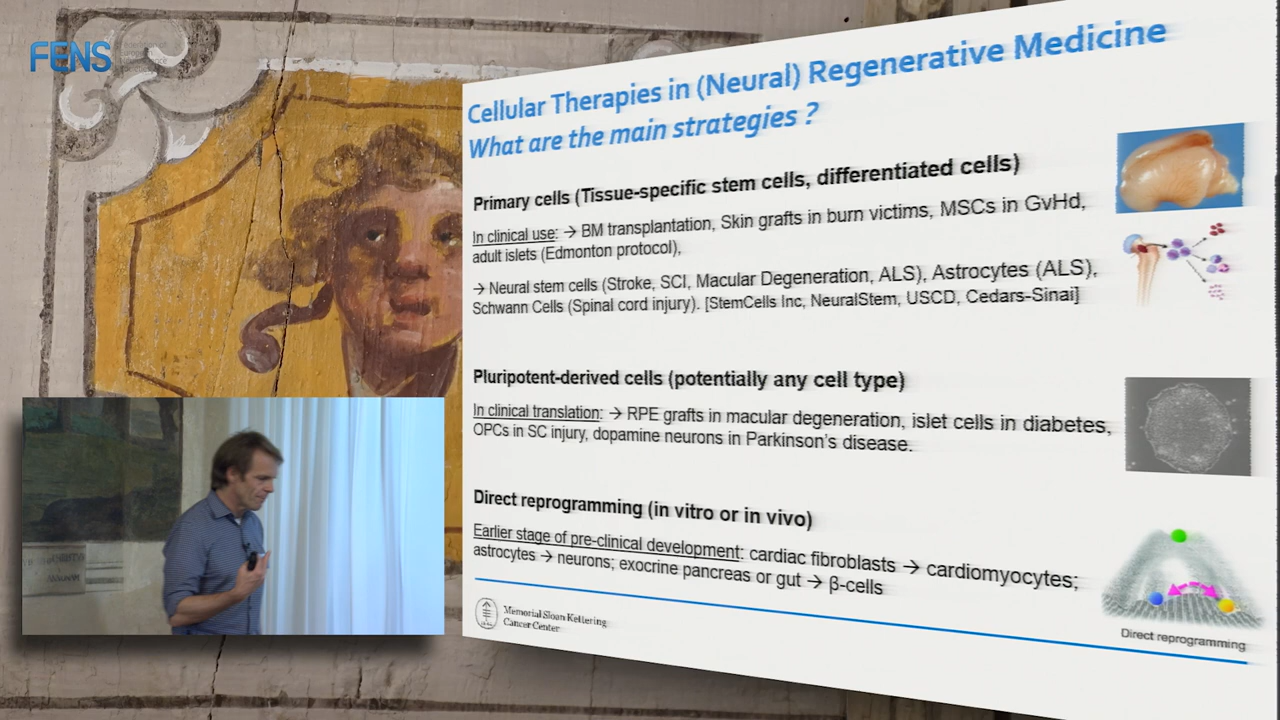 FENS
Cellular Therapies in (Neural) Regenerative Medicine
What are the main strategies ?
Primary cells (Tissue-specific stem cells, differentiated cells)
In clinical use: → BM transplantation, Skin grafts in burn victims, MSCs in GvHd,
adult islets (Edmonton protocol),
→ Neural stem cells (Stroke, SCI, Macular Degeneration, ALS), Astrocytes (ALS),
Schwann Cells (Spinal cord injury). [StemCells Inc, NeuralStem, USCD, Cedars-Sinai]
Pluripotent-derived cells (potentially any cell type)
In clinical translation: → RPE grafts in macular degeneration, islet cells in diabetes,
OPCs in SC injury, dopamine neurons in Parkinson's disease.
Direct reprogramming (in vitro or in vivo)
Earlier stage of pre-clinical development: cardiac fibroblasts → cardiomyocytes;
astrocytes → neurons; exocrine pancreas or gut → β-cells
Memorial Sloan Kettering
Cancer Center
Direct reprogramming